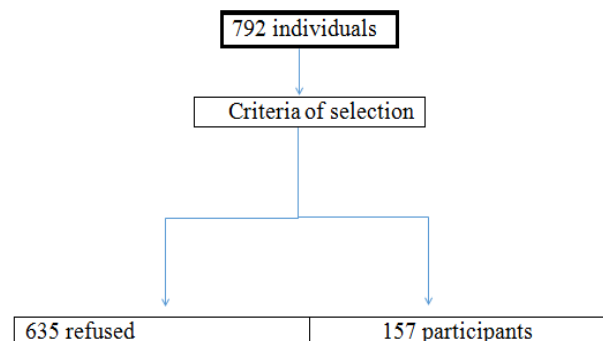 792 individuals
Criteria of selection
635 refused
157 participants